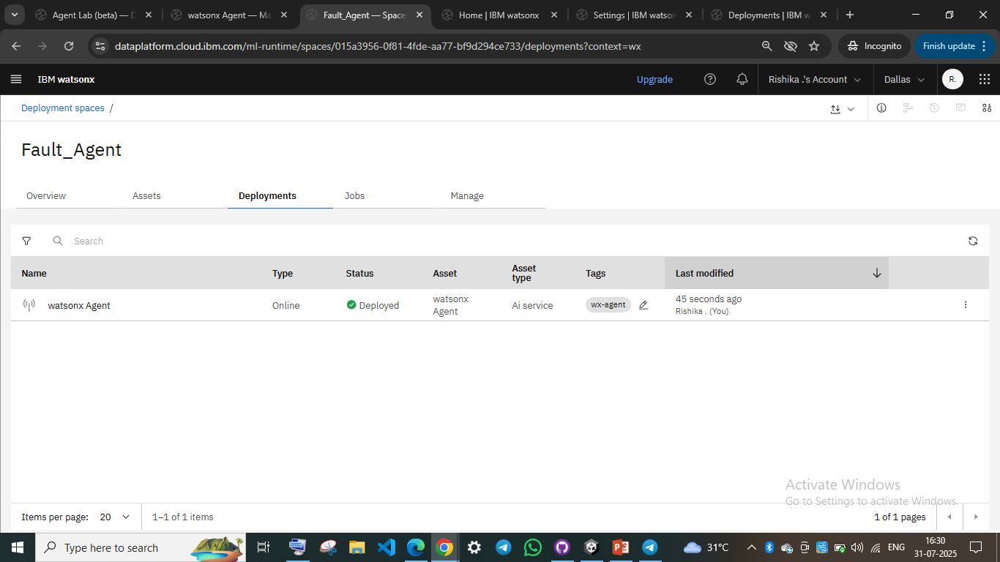 Agent Lab (beta) — D
watsonx Agent — Ma
Fault_Agent — Space
Home | IBM watsonx
Settings | IBM watson
Deployments | IBM w
dataplatform.cloud.ibm.com/ml-runtime/spaces/015a3956-0f81-4fde-aa77-bf9d294ce733/deployments?context=wx
Incognito
Finish update
IBM watsonx
Upgrade
Rishika .'s Account
Dallas
R.
Deployment spaces /
Fault_Agent
Overview
Assets
Deployments
Jobs
Manage
Search
Name
Type
Status
Asset
Asset
type
Tags
Last modified
watsonx Agent
Online
Deployed
watsonx
Agent
Ai service
wx-agent
45 seconds ago
Rishika . (You)
Activate Windows
Go to Settings to activate Windows.
Items per page: 20
1–1 of 1 items
1 of 1 pages
Type here to search
31°C
ENG
16:30
31-07-2025